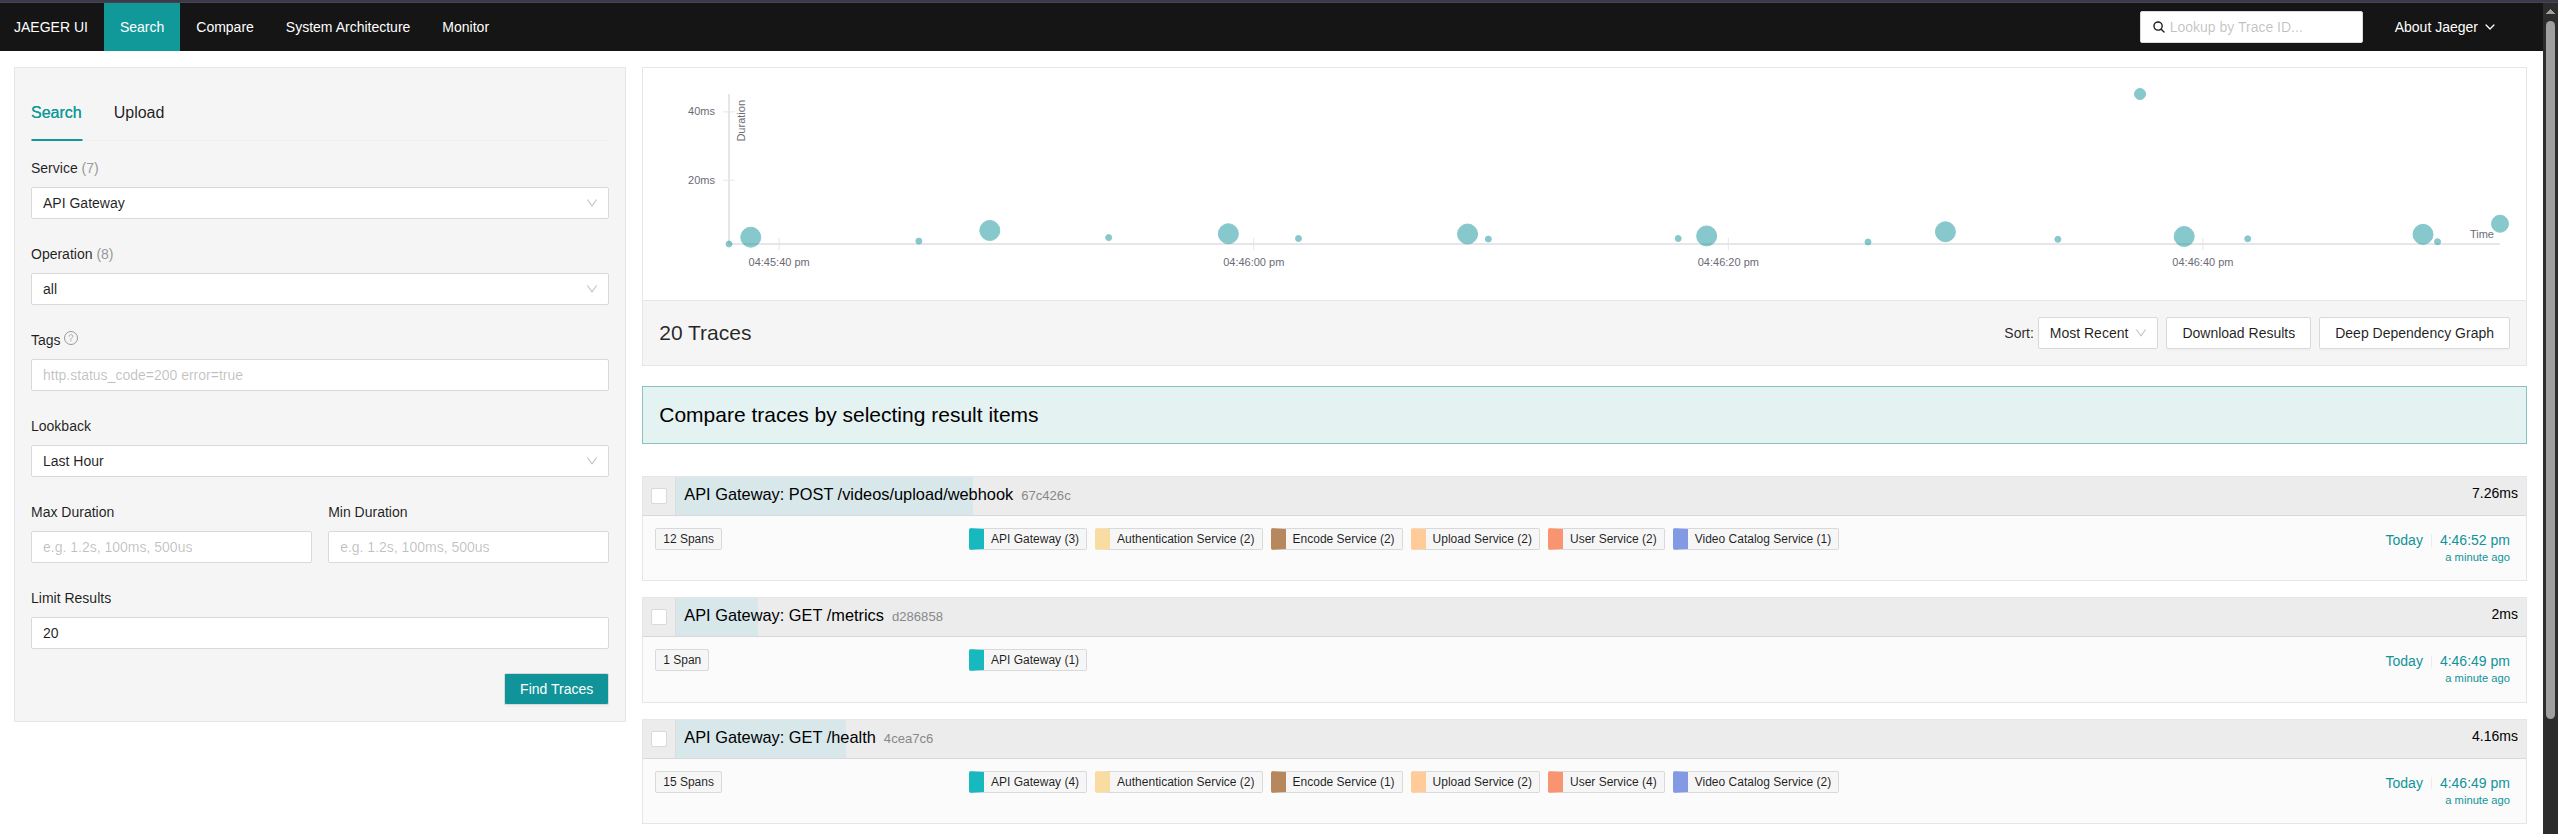 JAEGER UI Search Compare System Architecture Monitor Lookup by Trace ID... About Jaeger
Search Upload
Service (7)
API Gateway
Operation (8)
all
Tags ?
http.status_code=200 error=true
Lookback
Last Hour
Max Duration Min Duration
e.g. 1.2s, 100ms, 500us e.g. 1.2s, 100ms, 500us
Limit Results
20
Find Traces
40ms
Duration
20ms
Time
04:45:40 pm 04:46:00 pm 04:46:20 pm 04:46:40 pm
20 Traces Sort: Most Recent Download Results Deep Dependency Graph
Compare traces by selecting result items
API Gateway: POST /videos/upload/webhook 67c426c 7.26ms
12 Spans API Gateway (3) Authentication Service (2) Encode Service (2) Upload Service (2) User Service (2) Video Catalog Service (1) Today 4:46:52 pm
a minute ago
API Gateway: GET /metrics d286858 2ms
1 Span API Gateway (1) Today 4:46:49 pm
a minute ago
API Gateway: GET /health 4cea7c6 4.16ms
15 Spans API Gateway (4) Authentication Service (2) Encode Service (1) Upload Service (2) User Service (4) Video Catalog Service (2) Today 4:46:49 pm
a minute ago